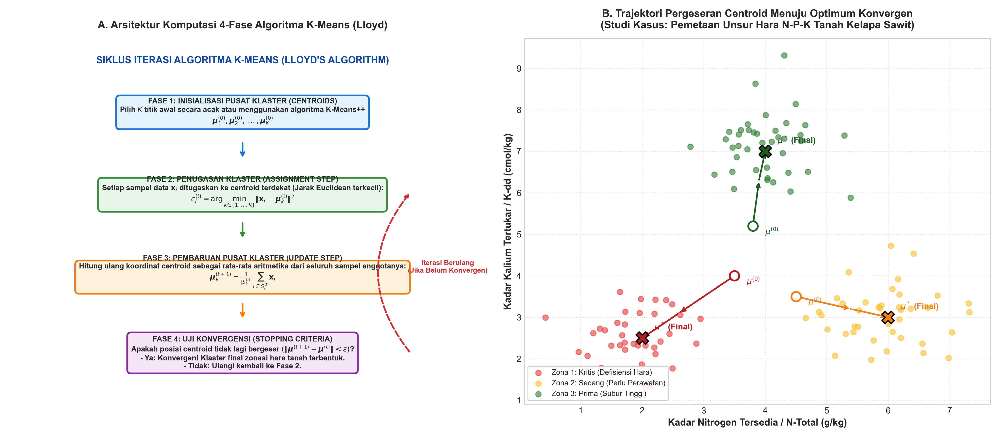 A. Arsitektur Komputasi 4-Fase Algoritma K-Means (Lloyd)
SIKLUS ITERASI ALGORITMA K-MEANS (LLOYD'S ALGORITHM)
FASE 1: INISIALISASI PUSAT KLASTER (CENTROIDS)
Pilih K titik awal secara acak atau menggunakan algoritma K-Means++
μ₁⁽⁰⁾, μ₂⁽⁰⁾, … , μ_K⁽⁰⁾
FASE 2: PENUGASAN KLASTER (ASSIGNMENT STEP)
Setiap sampel data xᵢ ditugaskan ke centroid terdekat (Jarak Euclidean terkecil):
cᵢ⁽ᵗ⁾ = arg min_{k∈{1,…,K}} ‖xᵢ − μₖ⁽ᵗ⁾‖²
FASE 3: PEMBARUAN PUSAT KLASTER (UPDATE STEP)
Hitung ulang koordinat centroid sebagai rata-rata aritmetika dari seluruh sampel anggotanya:
μₖ⁽ᵗ⁺¹⁾ = 1/|Sₖ⁽ᵗ⁾| ∑_{i∈Sₖ⁽ᵗ⁾} xᵢ
Iterasi Berulang
(Jika Belum Konvergen)
FASE 4: UJI KONVERGENSI (STOPPING CRITERIA)
Apakah posisi centroid tidak lagi bergeser (‖μ⁽ᵗ⁺¹⁾ − μ⁽ᵗ⁾‖ < ε)?
- Ya: Konvergen! Klaster final zonasi hara tanah terbentuk.
- Tidak: Ulangi kembali ke Fase 2.
B. Trajektori Pergeseran Centroid Menuju Optimum Konvergen
(Studi Kasus: Pemetaan Unsur Hara N-P-K Tanah Kelapa Sawit)
Kadar Kalium Tertukar / K-dd (cmol/kg)
9
8
7
6
5
4
3
2
1
μ* (Final)
μ⁽⁰⁾
μ⁽⁰⁾
μ⁽⁰⁾
μ* (Final)
μ* (Final)
Zona 1: Kritis (Defisiensi Hara)
Zona 2: Sedang (Perlu Perawatan)
Zona 3: Prima (Subur Tinggi)
1 2 3 4 5 6 7
Kadar Nitrogen Tersedia / N-Total (g/kg)